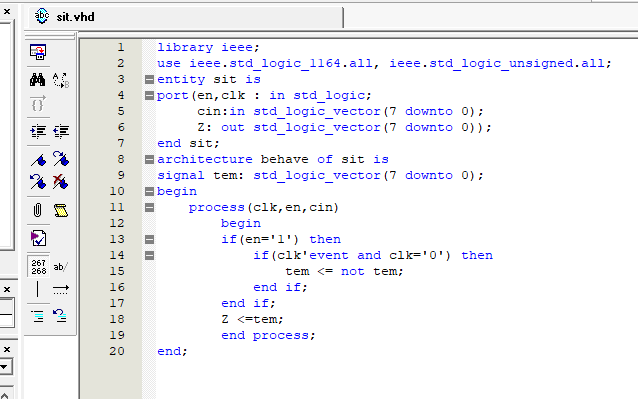 sit.vhd
1 library ieee;
2 use ieee.std_logic_1164.all, ieee.std_logic_unsigned.all;
3 entity sit is
4 port(en,clk : in std_logic;
5 cin:in std_logic_vector(7 downto 0);
6 Z: out std_logic_vector(7 downto 0));
7 end sit;
8 architecture behave of sit is
9 signal tem: std_logic_vector(7 downto 0);
10 begin
11 process(clk,en,cin)
12 begin
13 if(en='1') then
14 if(clk'event and clk='0') then
15 tem <= not tem;
16 end if;
17 end if;
18 Z <=tem;
19 end process;
20 end;
267
268 ab/